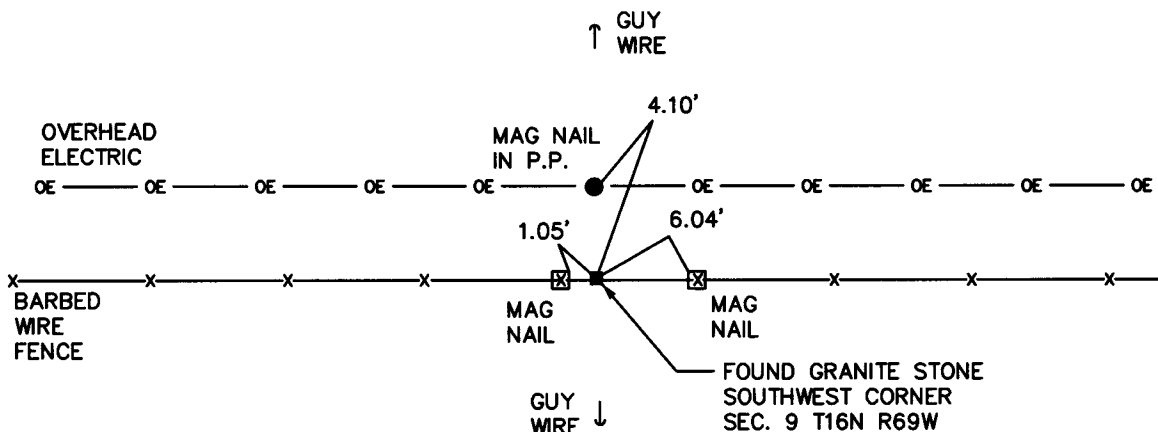 GUY
WIRE
4.10'
OVERHEAD
ELECTRIC
MAG NAIL
IN P.P.
OE OE OE OE OE OE OE OE OE OE
1.05'
6.04'
X X X X X X X X X
BARBED
WIRE
FENCE
MAG
NAIL
MAG
NAIL
FOUND GRANITE STONE
SOUTHWEST CORNER
SEC. 9 T16N R69W
GUY
WIRE